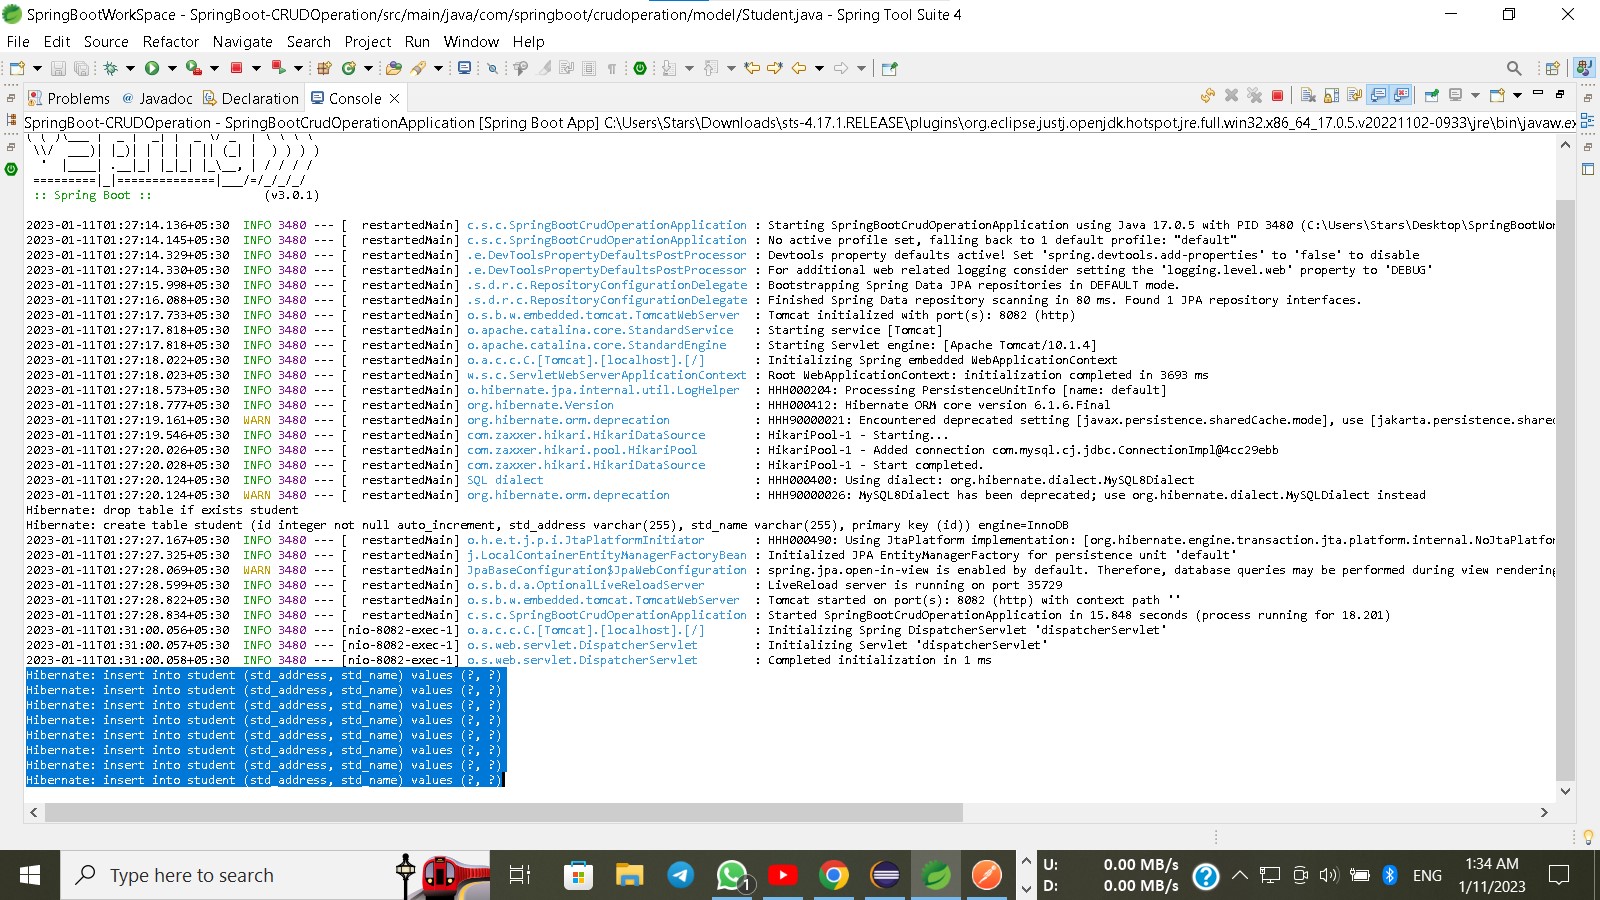 SpringBootWorkSpace - SpringBoot-CRUDOperation/src/main/java/com/springboot/crudoperation/model/Student.java - Spring Tool Suite 4
File Edit Source Refactor Navigate Search Project Run Window Help
Problems @ Javadoc Declaration Console
SpringBoot-CRUDOperation - SpringBootCrudOperationApplication [Spring Boot App] C:\Users\Stars\Downloads\sts-4.17.1.RELEASE\plugins\org.eclipse.justj.openjdk.hotspot.jre.full.win32.x86_64_17.0.5.v20221102-0933\jre\bin\javaw.ex
:: Spring Boot :: (v3.0.1)
2023-01-11T01:27:14.136+05:30 INFO 3480 --- [ restartedMain] c.s.c.SpringBootCrudOperationApplication : Starting SpringBootCrudOperationApplication using Java 17.0.5 with PID 3480 (C:\Users\Stars\Desktop\SpringBootWor
2023-01-11T01:27:14.145+05:30 INFO 3480 --- [ restartedMain] c.s.c.SpringBootCrudOperationApplication : No active profile set, falling back to 1 default profile: "default"
2023-01-11T01:27:14.329+05:30 INFO 3480 --- [ restartedMain] .e.DevToolsPropertyDefaultsPostProcessor : Devtools property defaults active! Set 'spring.devtools.add-properties' to 'false' to disable
2023-01-11T01:27:14.330+05:30 INFO 3480 --- [ restartedMain] .e.DevToolsPropertyDefaultsPostProcessor : For additional web related logging consider setting the 'logging.level.web' property to 'DEBUG'
2023-01-11T01:27:15.998+05:30 INFO 3480 --- [ restartedMain] .s.d.r.c.RepositoryConfigurationDelegate : Bootstrapping Spring Data JPA repositories in DEFAULT mode.
2023-01-11T01:27:16.088+05:30 INFO 3480 --- [ restartedMain] .s.d.r.c.RepositoryConfigurationDelegate : Finished Spring Data repository scanning in 80 ms. Found 1 JPA repository interfaces.
2023-01-11T01:27:17.733+05:30 INFO 3480 --- [ restartedMain] o.s.b.w.embedded.tomcat.TomcatWebServer : Tomcat initialized with port(s): 8082 (http)
2023-01-11T01:27:17.818+05:30 INFO 3480 --- [ restartedMain] o.apache.catalina.core.StandardService : Starting service [Tomcat]
2023-01-11T01:27:17.818+05:30 INFO 3480 --- [ restartedMain] o.apache.catalina.core.StandardEngine : Starting Servlet engine: [Apache Tomcat/10.1.4]
2023-01-11T01:27:18.022+05:30 INFO 3480 --- [ restartedMain] o.a.c.c.C.[Tomcat].[localhost].[/] : Initializing Spring embedded WebApplicationContext
2023-01-11T01:27:18.023+05:30 INFO 3480 --- [ restartedMain] w.s.c.ServletWebServerApplicationContext : Root WebApplicationContext: initialization completed in 3693 ms
2023-01-11T01:27:18.573+05:30 INFO 3480 --- [ restartedMain] o.hibernate.jpa.internal.util.LogHelper : HHH000204: Processing PersistenceUnitInfo [name: default]
2023-01-11T01:27:18.777+05:30 INFO 3480 --- [ restartedMain] org.hibernate.Version : HHH000412: Hibernate ORM core version 6.1.6.Final
2023-01-11T01:27:19.161+05:30 WARN 3480 --- [ restartedMain] org.hibernate.orm.deprecation : HHH90000021: Encountered deprecated setting [javax.persistence.sharedCache.mode], use [jakarta.persistence.share
2023-01-11T01:27:19.546+05:30 INFO 3480 --- [ restartedMain] com.zaxxer.hikari.HikariDataSource : HikariPool-1 - Starting...
2023-01-11T01:27:20.026+05:30 INFO 3480 --- [ restartedMain] com.zaxxer.hikari.pool.HikariPool : HikariPool-1 - Added connection com.mysql.cj.jdbc.ConnectionImpl@4cc29ebb
2023-01-11T01:27:20.028+05:30 INFO 3480 --- [ restartedMain] com.zaxxer.hikari.HikariDataSource : HikariPool-1 - Start completed.
2023-01-11T01:27:20.124+05:30 INFO 3480 --- [ restartedMain] SQL dialect : HHH000400: Using dialect: org.hibernate.dialect.MySQL8Dialect
2023-01-11T01:27:20.124+05:30 WARN 3480 --- [ restartedMain] org.hibernate.orm.deprecation : HHH90000026: MySQL8Dialect has been deprecated; use org.hibernate.dialect.MySQLDialect instead
Hibernate: drop table if exists student
Hibernate: create table student (id integer not null auto_increment, std_address varchar(255), std_name varchar(255), primary key (id)) engine=InnoDB
2023-01-11T01:27:27.167+05:30 INFO 3480 --- [ restartedMain] o.h.e.t.j.p.i.JtaPlatformInitiator : HHH000490: Using JtaPlatform implementation: [org.hibernate.engine.transaction.jta.platform.internal.NoJtaPlatfo
2023-01-11T01:27:27.325+05:30 INFO 3480 --- [ restartedMain] j.LocalContainerEntityManagerFactoryBean : Initialized JPA EntityManagerFactory for persistence unit 'default'
2023-01-11T01:27:28.069+05:30 WARN 3480 --- [ restartedMain] JpaBaseConfiguration$JpaWebConfiguration : spring.jpa.open-in-view is enabled by default. Therefore, database queries may be performed during view rendering
2023-01-11T01:27:28.599+05:30 INFO 3480 --- [ restartedMain] o.s.b.d.a.OptionalLiveReloadServer : LiveReload server is running on port 35729
2023-01-11T01:27:28.822+05:30 INFO 3480 --- [ restartedMain] o.s.b.w.embedded.tomcat.TomcatWebServer : Tomcat started on port(s): 8082 (http) with context path ''
2023-01-11T01:27:28.834+05:30 INFO 3480 --- [ restartedMain] c.s.c.SpringBootCrudOperationApplication : Started SpringBootCrudOperationApplication in 15.848 seconds (process running for 18.201)
2023-01-11T01:31:00.056+05:30 INFO 3480 --- [nio-8082-exec-1] o.a.c.c.C.[Tomcat].[localhost].[/] : Initializing Spring DispatcherServlet 'dispatcherServlet'
2023-01-11T01:31:00.057+05:30 INFO 3480 --- [nio-8082-exec-1] o.s.web.servlet.DispatcherServlet : Initializing Servlet 'dispatcherServlet'
2023-01-11T01:31:00.058+05:30 INFO 3480 --- [nio-8082-exec-1] o.s.web.servlet.DispatcherServlet : Completed initialization in 1 ms
Hibernate: insert into student (std_address, std_name) values (?, ?)
Hibernate: insert into student (std_address, std_name) values (?, ?)
Hibernate: insert into student (std_address, std_name) values (?, ?)
Hibernate: insert into student (std_address, std_name) values (?, ?)
Hibernate: insert into student (std_address, std_name) values (?, ?)
Hibernate: insert into student (std_address, std_name) values (?, ?)
Hibernate: insert into student (std_address, std_name) values (?, ?)
Hibernate: insert into student (std_address, std_name) values (?, ?)
Type here to search
1
U: 0.00 MB/s
D: 0.00 MB/s
ENG
1:34 AM
1/11/2023